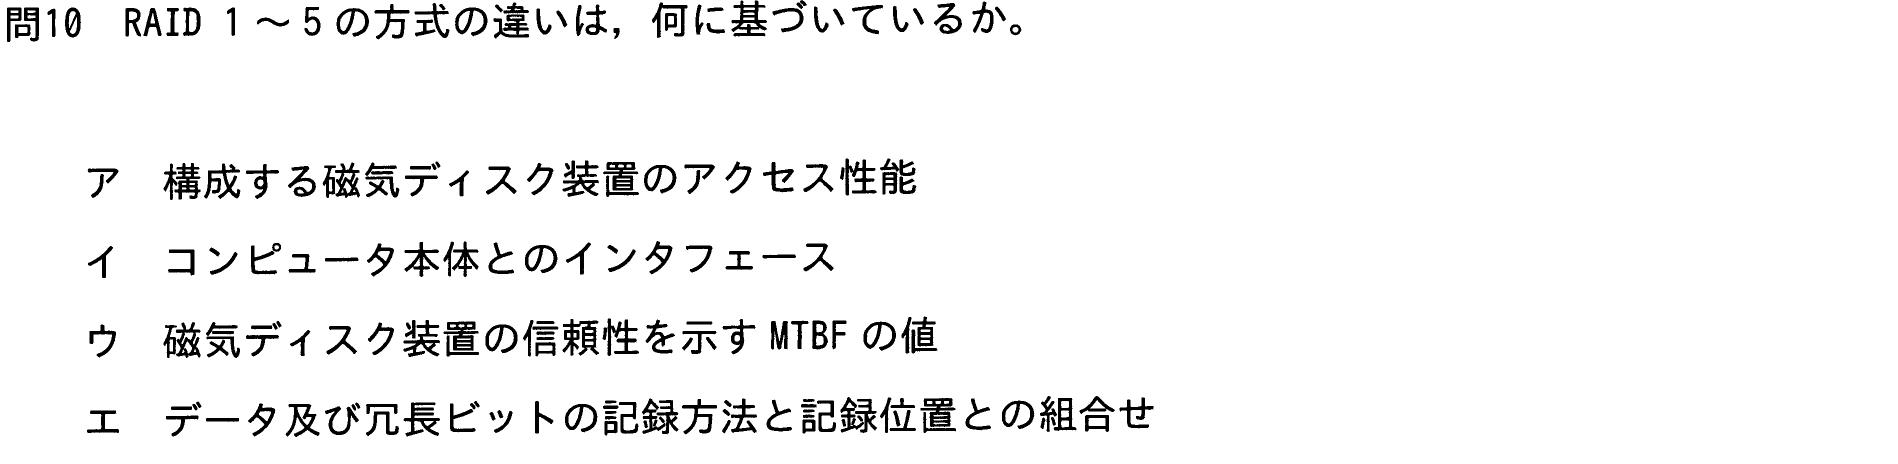 問10　RAID 1～5の方式の違いは，何に基づいているか。
ア　構成する磁気ディスク装置のアクセス性能
イ　コンピュータ本体とのインタフェース
ウ　磁気ディスク装置の信頼性を示すMTBFの値
エ　データ及び冗長ビットの記録方法と記録位置との組合せ